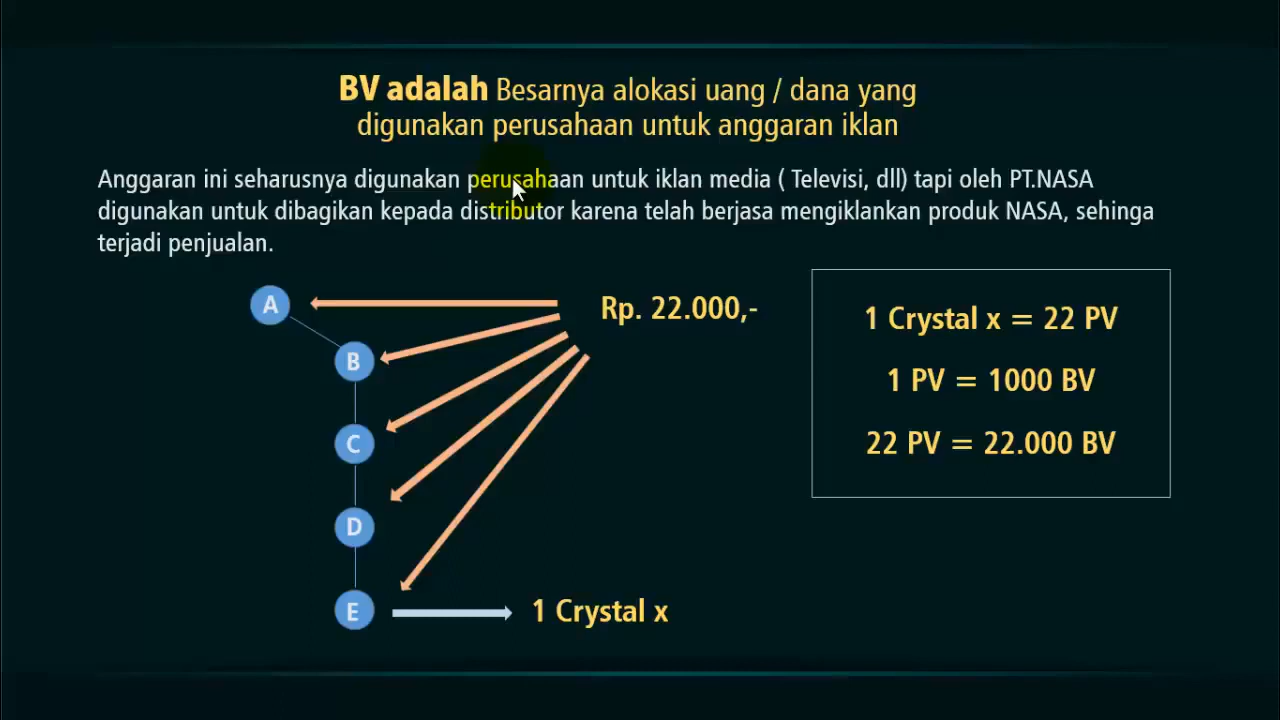 BV adalah Besarnya alokasi uang / dana yang
digunakan perusahaan untuk anggaran iklan
Anggaran ini seharusnya digunakan perusahaan untuk iklan media ( Televisi, dll) tapi oleh PT.NASA
digunakan untuk dibagikan kepada distributor karena telah berjasa mengiklankan produk NASA, sehinga
terjadi penjualan.
A
Rp. 22.000,-
B
C
D
E
1 Crystal x
1 Crystal x = 22 PV
1 PV = 1000 BV
22 PV = 22.000 BV